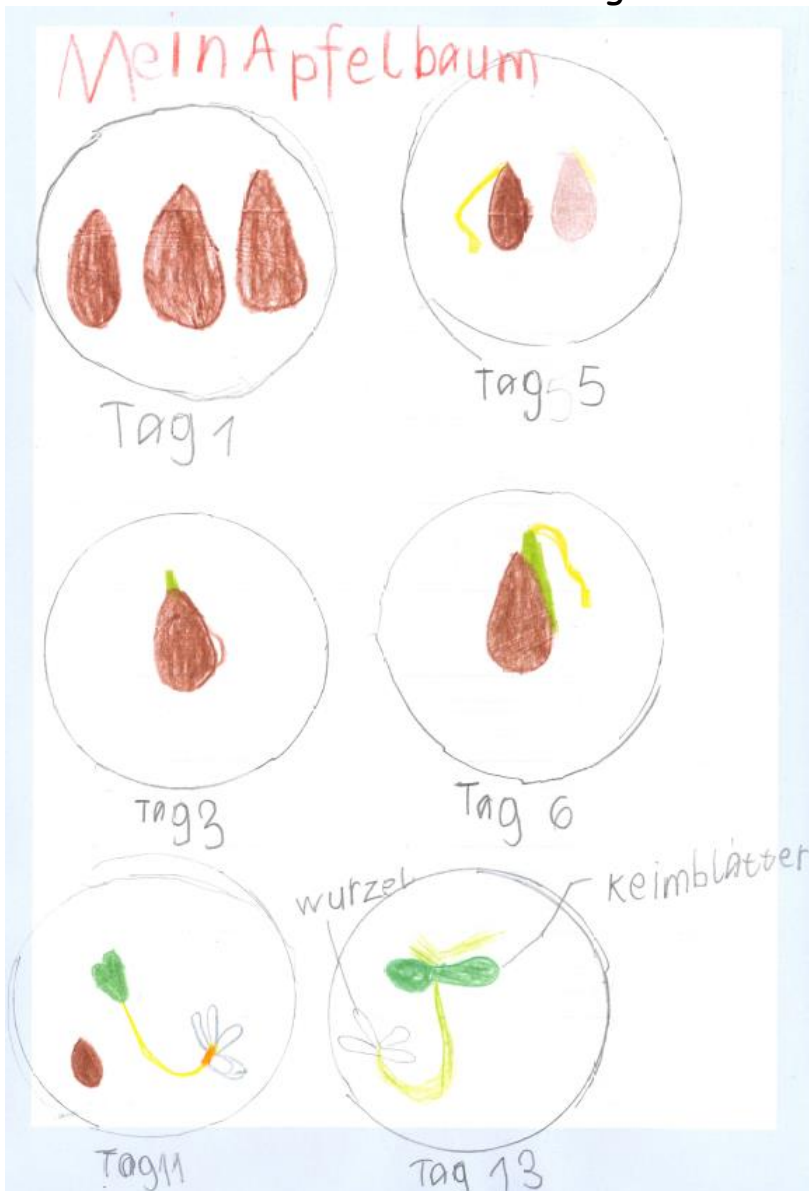 Mein Apfelbaum
Tag 1
Tag 5
Tag 3
Tag 6
Wurzel
Keimblätter
Tag 11
Tag 13